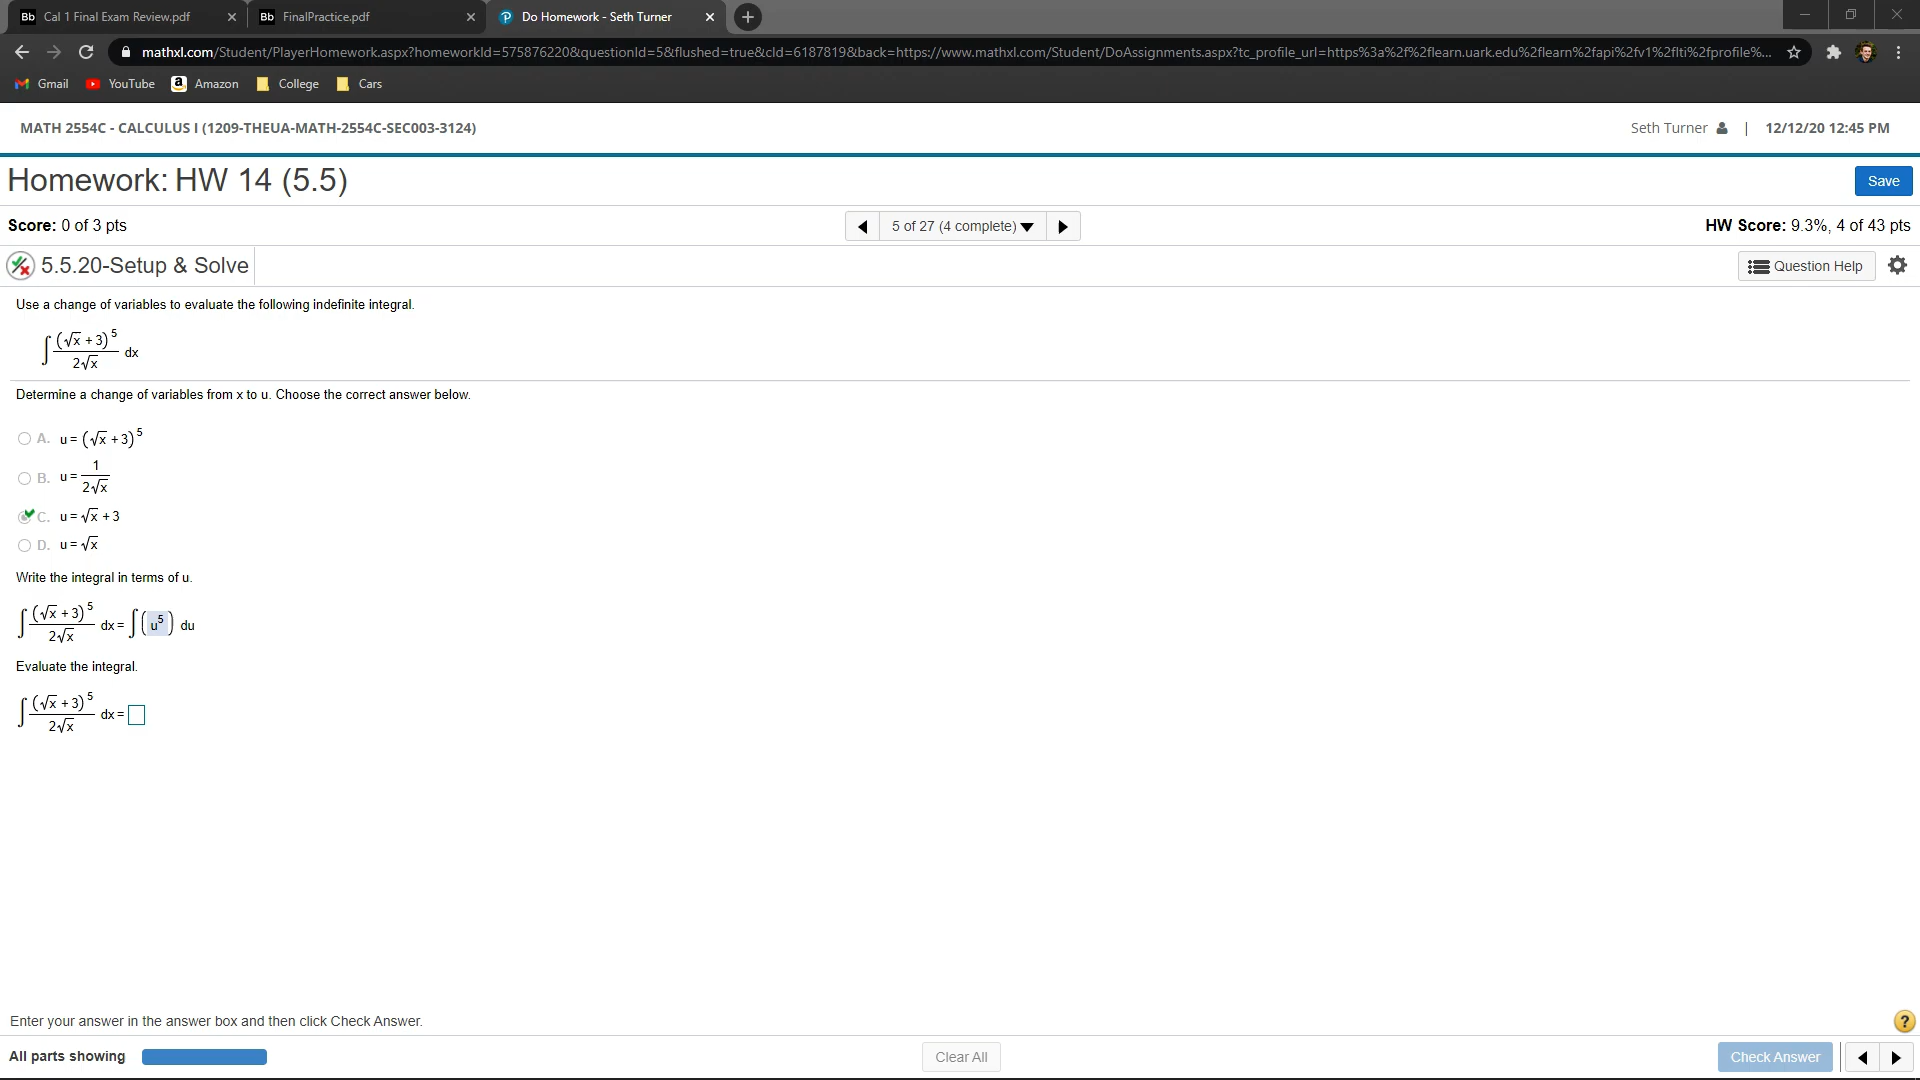 Cal 1 Final Exam Review.pdf
FinalPractice.pdf
Do Homework - Seth Turner
mathxl.com/Student/PlayerHomework.aspx?homeworkId=575876220&questionId=5&flushed=true&cId=6187819&back=https://www.mathxl.com/Student/DoAssignments.aspx?tc_profile_url=https%3a%2f%2flearn.uark.edu%2flearn%2fapi%2fv1%2flti%2fprofile%...
Gmail YouTube Amazon College Cars
MATH 2554C - CALCULUS I (1209-THEUA-MATH-2554C-SEC003-3124)
Seth Turner | 12/12/20 12:45 PM
Homework: HW 14 (5.5)
Save
Score: 0 of 3 pts
5 of 27 (4 complete)
HW Score: 9.3%, 4 of 43 pts
5.5.20-Setup & Solve
Question Help
Use a change of variables to evaluate the following indefinite integral.
∫ (√x + 3)^5 / 2√x dx
Determine a change of variables from x to u. Choose the correct answer below.
A. u = (√x + 3)^5
B. u = 1 / 2√x
C. u = √x + 3
D. u = √x
Write the integral in terms of u.
∫ (√x + 3)^5 / 2√x dx = ∫ (u^5) du
Evaluate the integral.
∫ (√x + 3)^5 / 2√x dx =
Enter your answer in the answer box and then click Check Answer.
?
All parts showing
Clear All
Check Answer